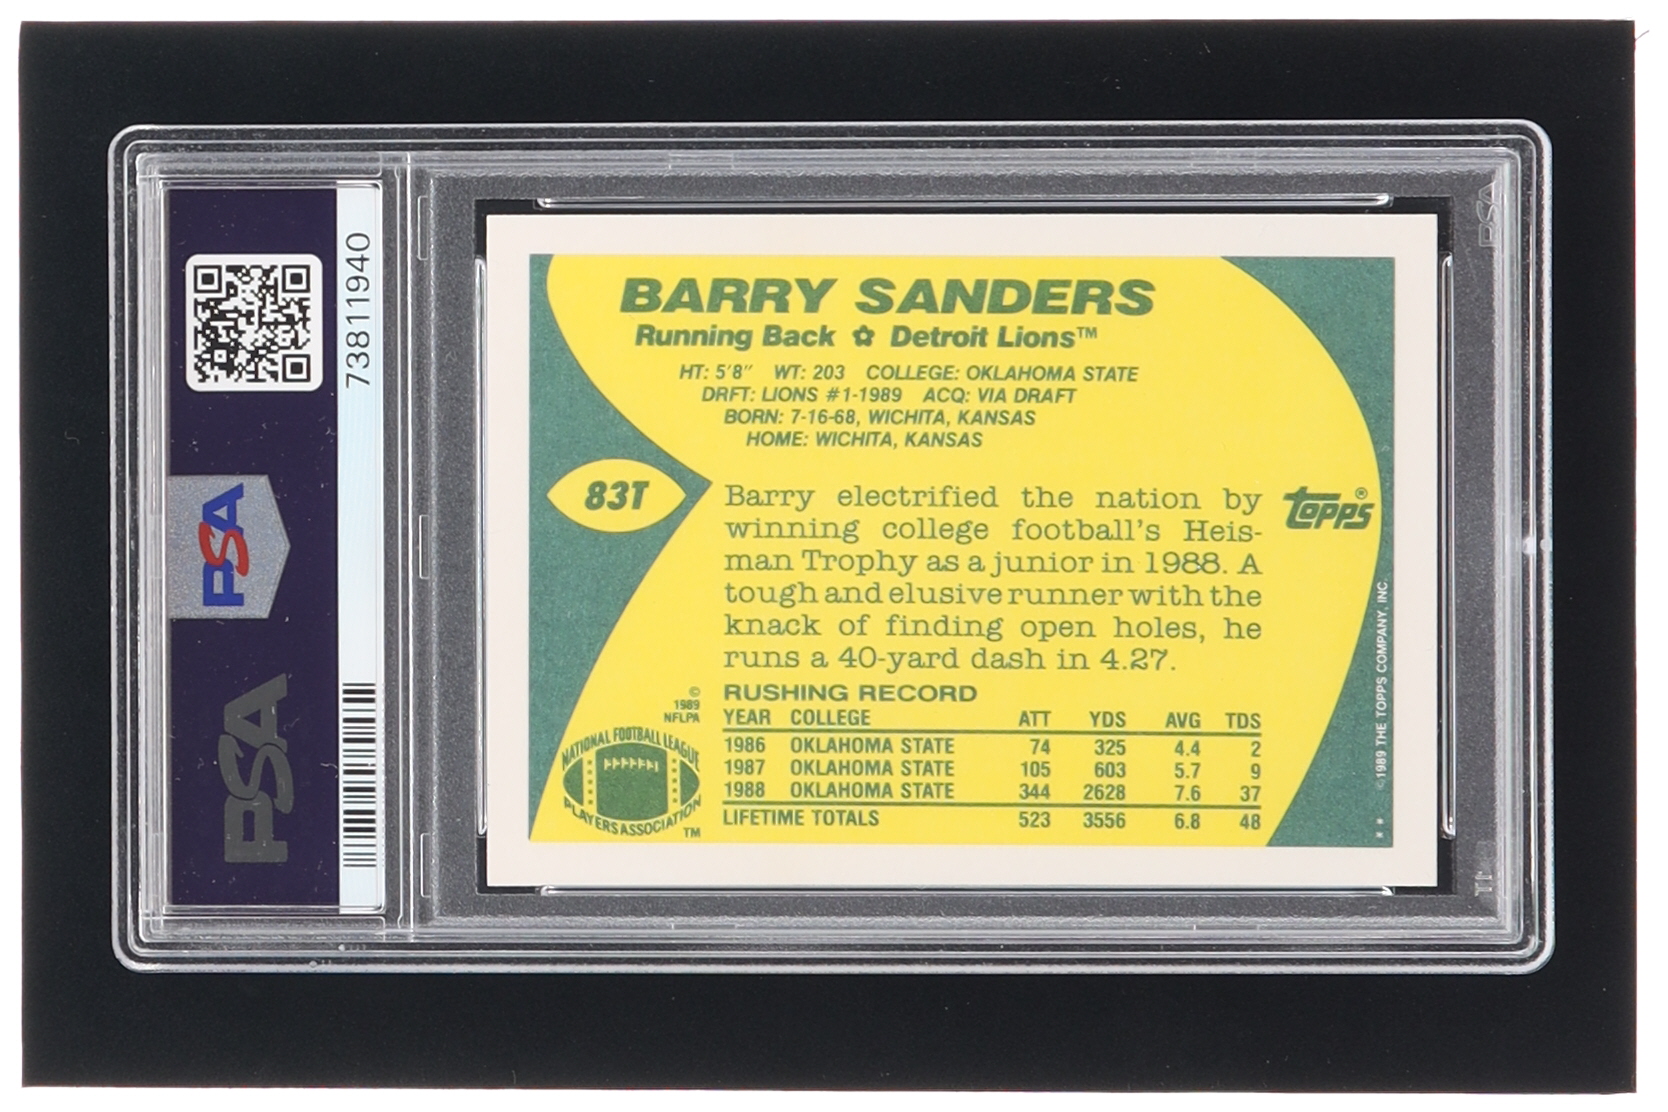 73811940
PSA
PSA
PSA
BARRY SANDERS
Running Back ✿ Detroit Lions™
HT: 5'8" WT: 203 COLLEGE: OKLAHOMA STATE
DRFT: LIONS #1-1989 ACQ: VIA DRAFT
BORN: 7-16-68, WICHITA, KANSAS
HOME: WICHITA, KANSAS
83T
Barry electrified the nation by
winning college football's Heis-
man Trophy as a junior in 1988. A
tough and elusive runner with the
knack of finding open holes, he
runs a 40-yard dash in 4.27.
TOPPS®
RUSHING RECORD
YEAR COLLEGE ATT YDS AVG TDS
1986 OKLAHOMA STATE 74 325 4.4 2
1987 OKLAHOMA STATE 105 603 5.7 9
1988 OKLAHOMA STATE 344 2628 7.6 37
LIFETIME TOTALS 523 3556 6.8 48
©
1989
NFLPA
NATIONAL FOOTBALL LEAGUE
PLAYERS ASSOCIATION
™
©1989 THE TOPPS COMPANY, INC.
* *